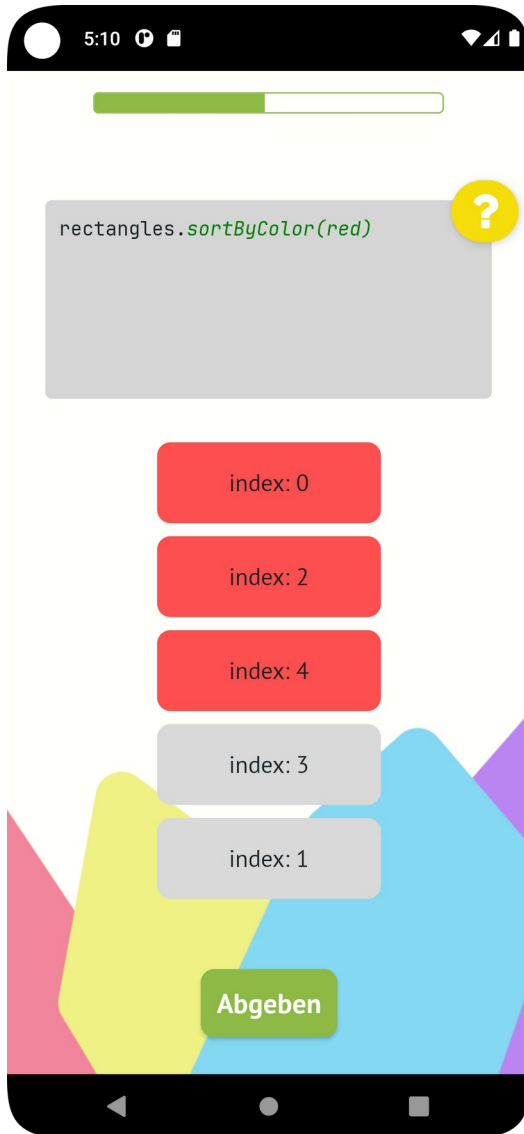 5:10
?
rectangles.sortByColor(red)
index: 0
index: 2
index: 4
index: 3
index: 1
Abgeben